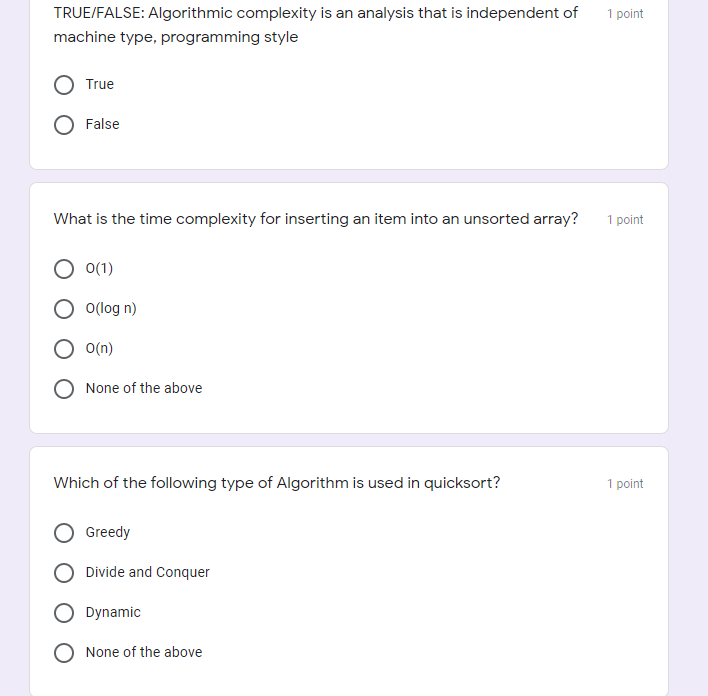 TRUE/FALSE: Algorithmic complexity is an analysis that is independent of 1 point
machine type, programming style
True
False
What is the time complexity for inserting an item into an unsorted array? 1 point
O(1)
O(log n)
O(n)
None of the above
Which of the following type of Algorithm is used in quicksort? 1 point
Greedy
Divide and Conquer
Dynamic
None of the above